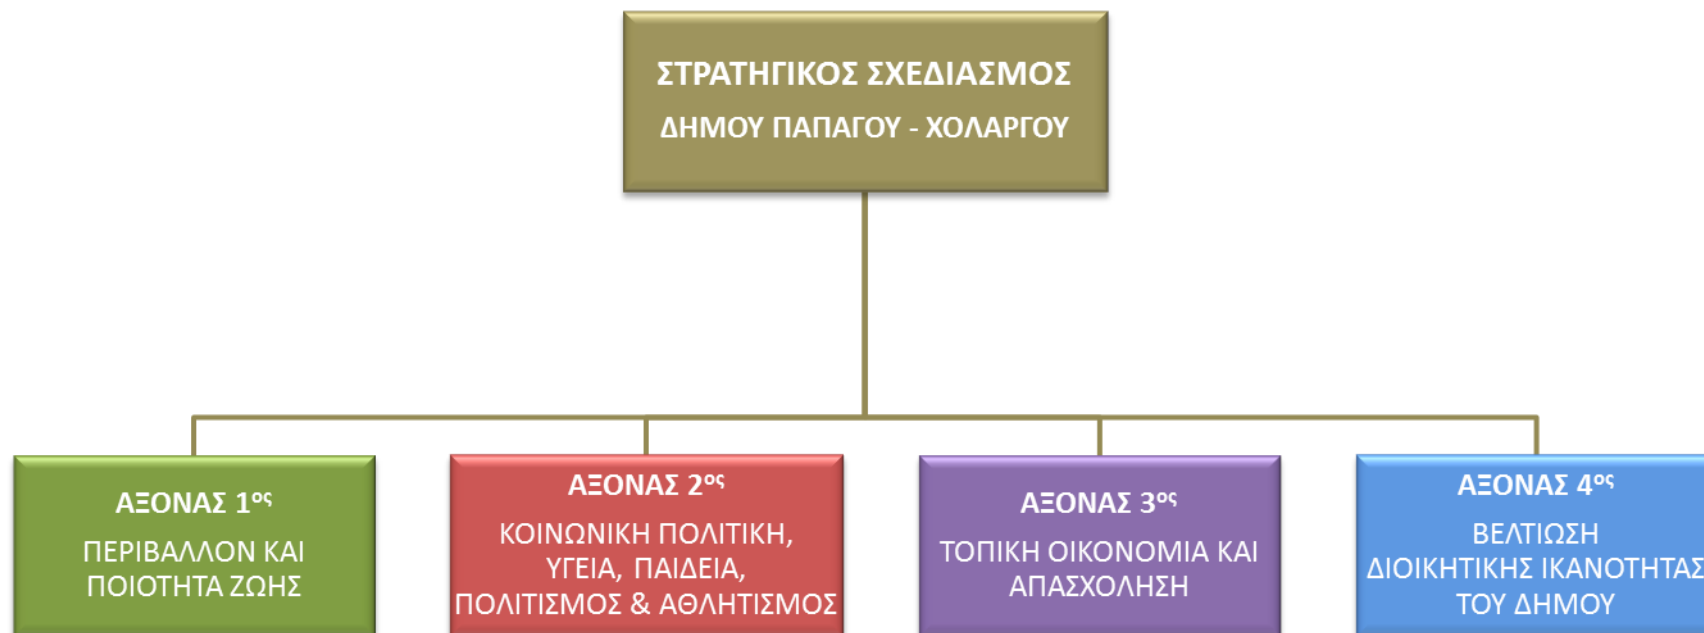 ΣΤΡΑΤΗΓΙΚΟΣ ΣΧΕΔΙΑΣΜΟΣ
ΔΗΜΟΥ ΠΑΠΑΓΟΥ - ΧΟΛΑΡΓΟΥ
ΑΞΟΝΑΣ 1ος
ΠΕΡΙΒΑΛΛΟΝ ΚΑΙ
ΠΟΙΟΤΗΤΑ ΖΩΗΣ
ΑΞΟΝΑΣ 2ος
ΚΟΙΝΩΝΙΚΗ ΠΟΛΙΤΙΚΗ,
ΥΓΕΙΑ, ΠΑΙΔΕΙΑ,
ΠΟΛΙΤΙΣΜΟΣ & ΑΘΛΗΤΙΣΜΟΣ
ΑΞΟΝΑΣ 3ος
ΤΟΠΙΚΗ ΟΙΚΟΝΟΜΙΑ ΚΑΙ
ΑΠΑΣΧΟΛΗΣΗ
ΑΞΟΝΑΣ 4ος
ΒΕΛΤΙΩΣΗ
ΔΙΟΙΚΗΤΙΚΗΣ ΙΚΑΝΟΤΗΤΑΣ
ΤΟΥ ΔΗΜΟΥ